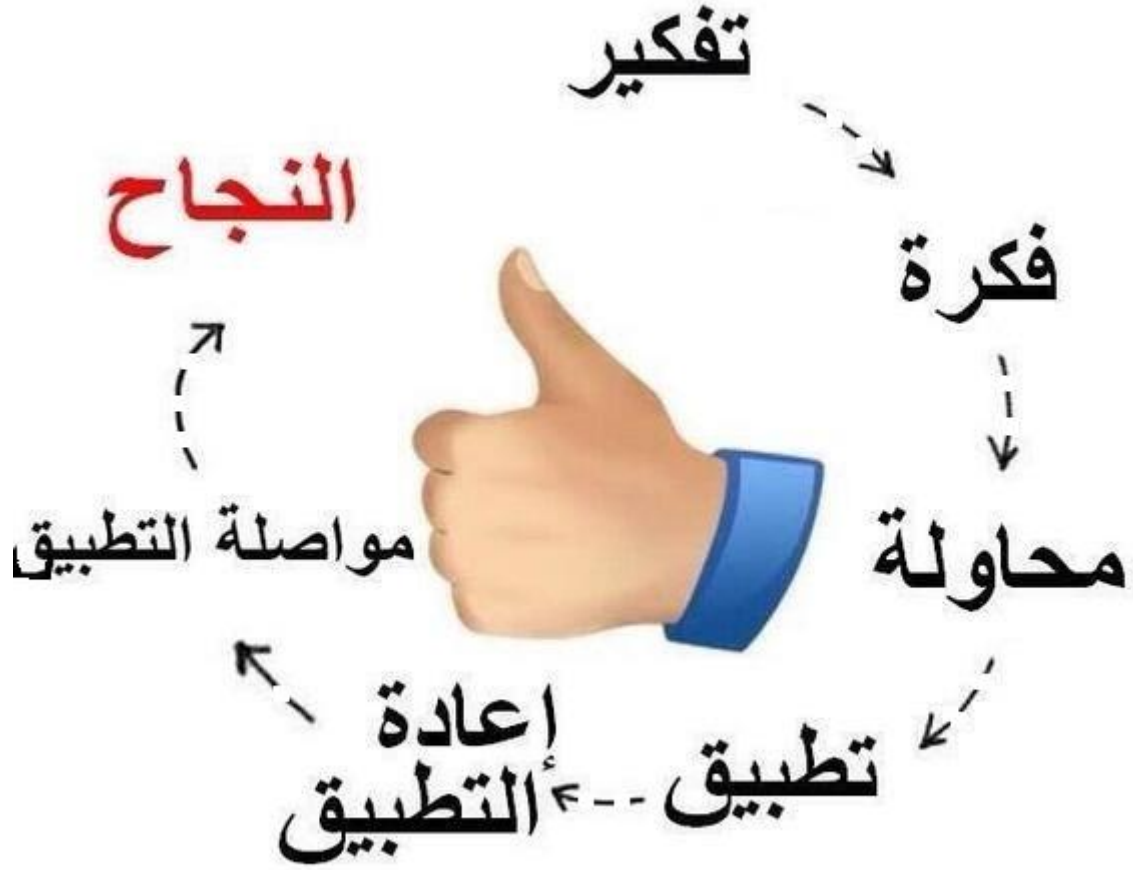 تفكير
فكرة
محاولة
تطبيق
إعادة
التطبيق
مواصلة التطبيق
النجاح